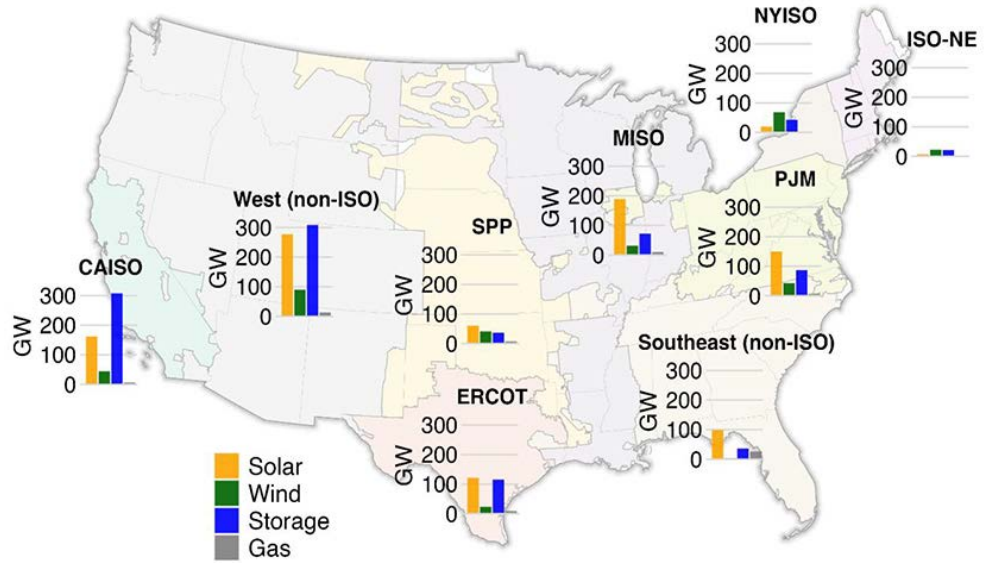 NYISO
300
200
100
0
GW
ISO-NE
300
200
100
0
GW
MISO
300
200
100
0
GW
PJM
300
200
100
0
GW
West (non-ISO)
300
200
100
0
GW
SPP
300
200
100
0
GW
CAISO
300
200
100
0
GW
Southeast (non-ISO)
300
200
100
0
GW
ERCOT
300
200
100
0
GW
Solar
Wind
Storage
Gas